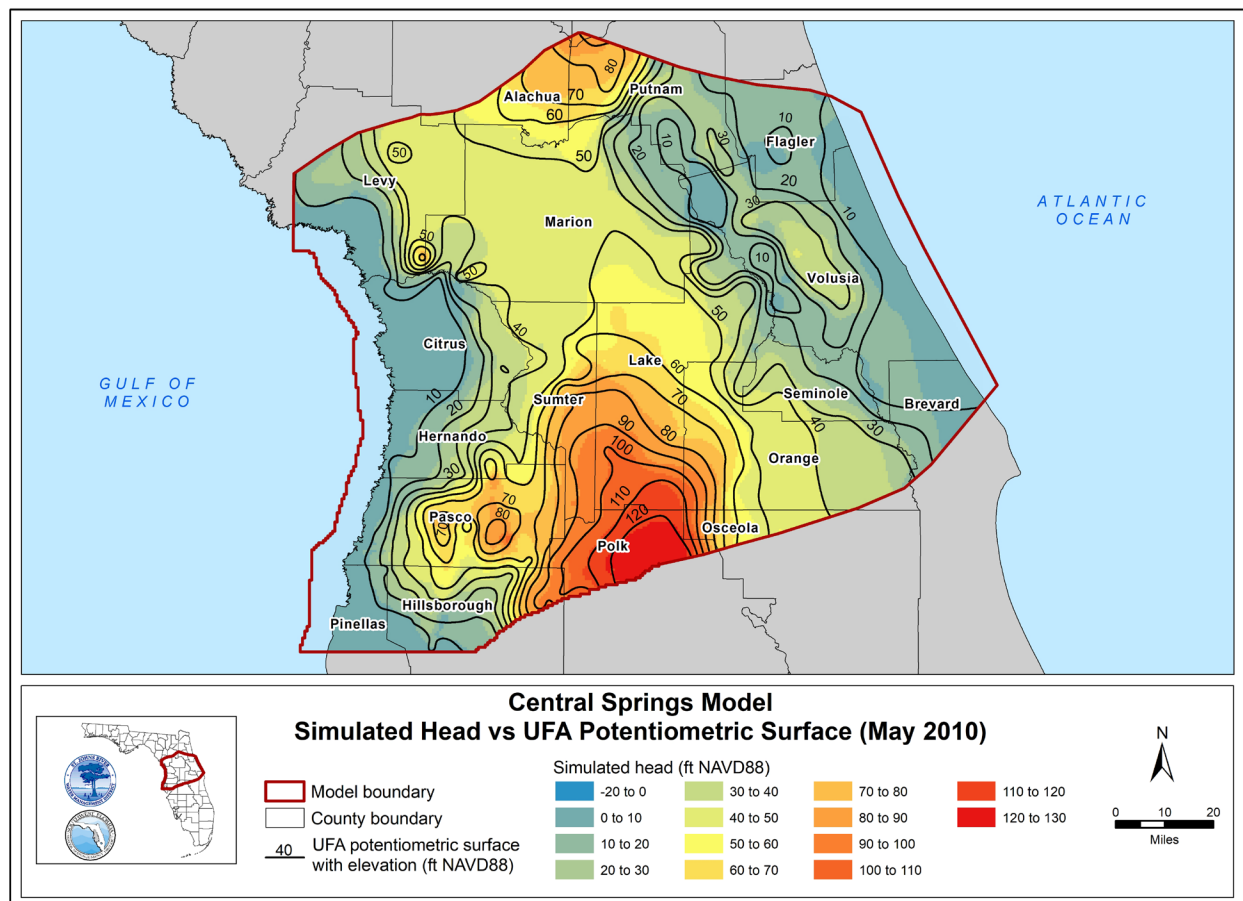 80
Alachua
70
Putnam
60
10
10
50
20
30
Flagler
50
Levy
20
30
10
Marion
ATLANTIC
OCEAN
50
50
10
Volusia
50
40
Citrus
Lake
60
GULF OF
MEXICO
10
20
Sumter
70
Seminole
Brevard
90
80
40
30
Hernando
100
30
Orange
110
70
Pasco
80
70
120
Osceola
Polk
Hillsborough
Pinellas
Central Springs Model
Simulated Head vs UFA Potentiometric Surface (May 2010)
Model boundary
County boundary
40
UFA potentiometric surface
with elevation (ft NAVD88)
Simulated head (ft NAVD88)
-20 to 0
0 to 10
10 to 20
20 to 30
30 to 40
40 to 50
50 to 60
60 to 70
70 to 80
80 to 90
90 to 100
100 to 110
110 to 120
120 to 130
N
0
5
10
20
Miles